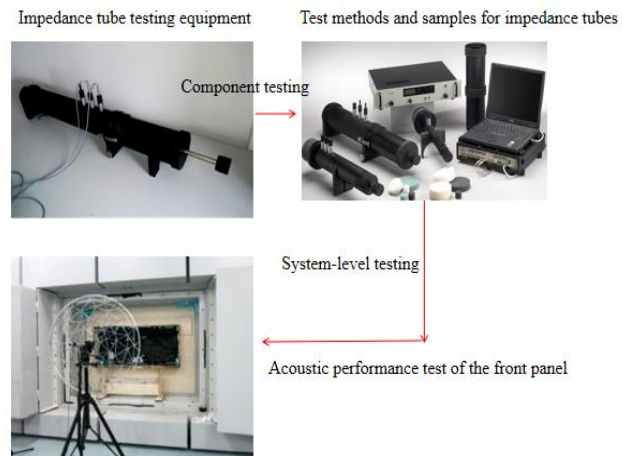 Impedance tube testing equipment
Test methods and samples for impedance tubes
Component testing
System-level testing
Acoustic performance test of the front panel